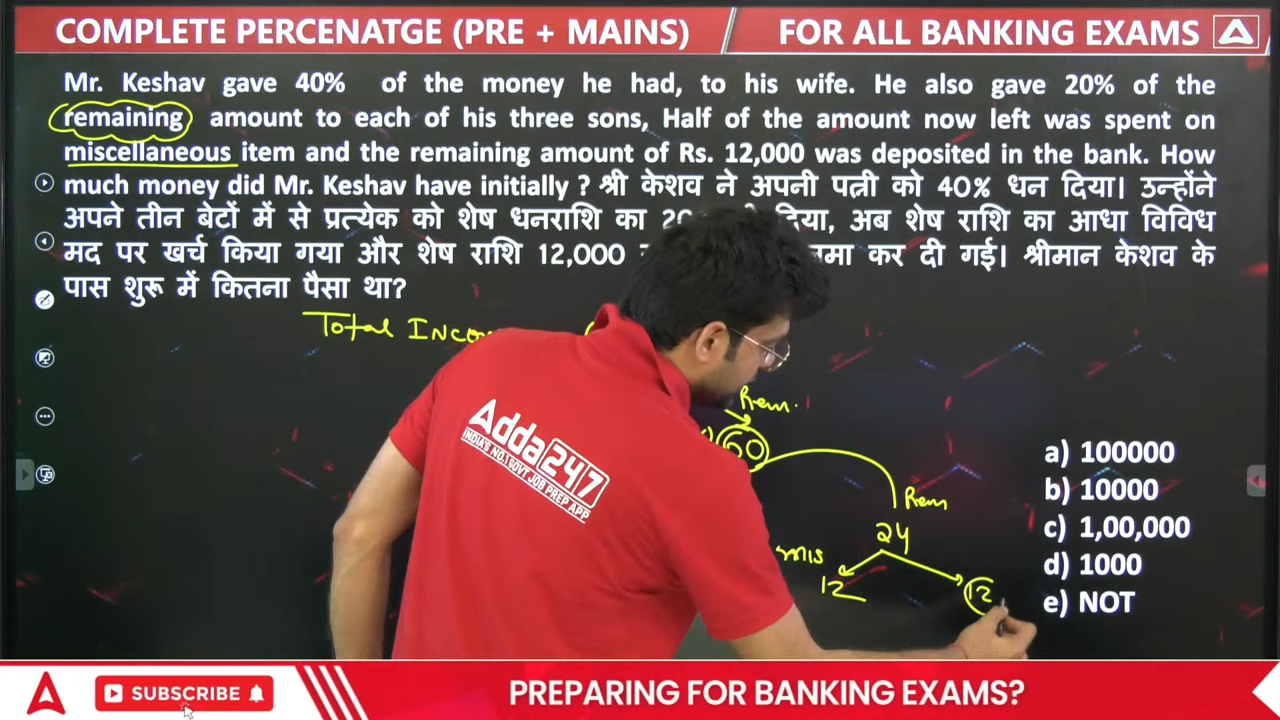 COMPLETE PERCENATGE (PRE + MAINS) FOR ALL BANKING EXAMS
Mr. Keshav gave 40% of the money he had, to his wife. He also gave 20% of the
remaining amount to each of his three sons, Half of the amount now left was spent on
miscellaneous item and the remaining amount of Rs. 12,000 was deposited in the bank. How
much money did Mr. Keshav have initially ? श्री केशव ने अपनी पत्नी को 40% धन दिया। उन्होंने
अपने तीन बेटों में से प्रत्येक को शेष धनराशि का दिया, अब शेष राशि का आधा विविध
मद पर खर्च किया गया और शेष राशि 12,000 कर दी गई। श्रीमान केशव के
पास शुरू में कितना पैसा था?
Total
Rem.
60
Rem
24
mis
12
12
a) 100000
b) 10000
c) 1,00,000
d) 1000
e) NOT
Adda247
INDIA'S NO.1 GOVT JOB PREP APP
SUBSCRIBE
PREPARING FOR BANKING EXAMS?